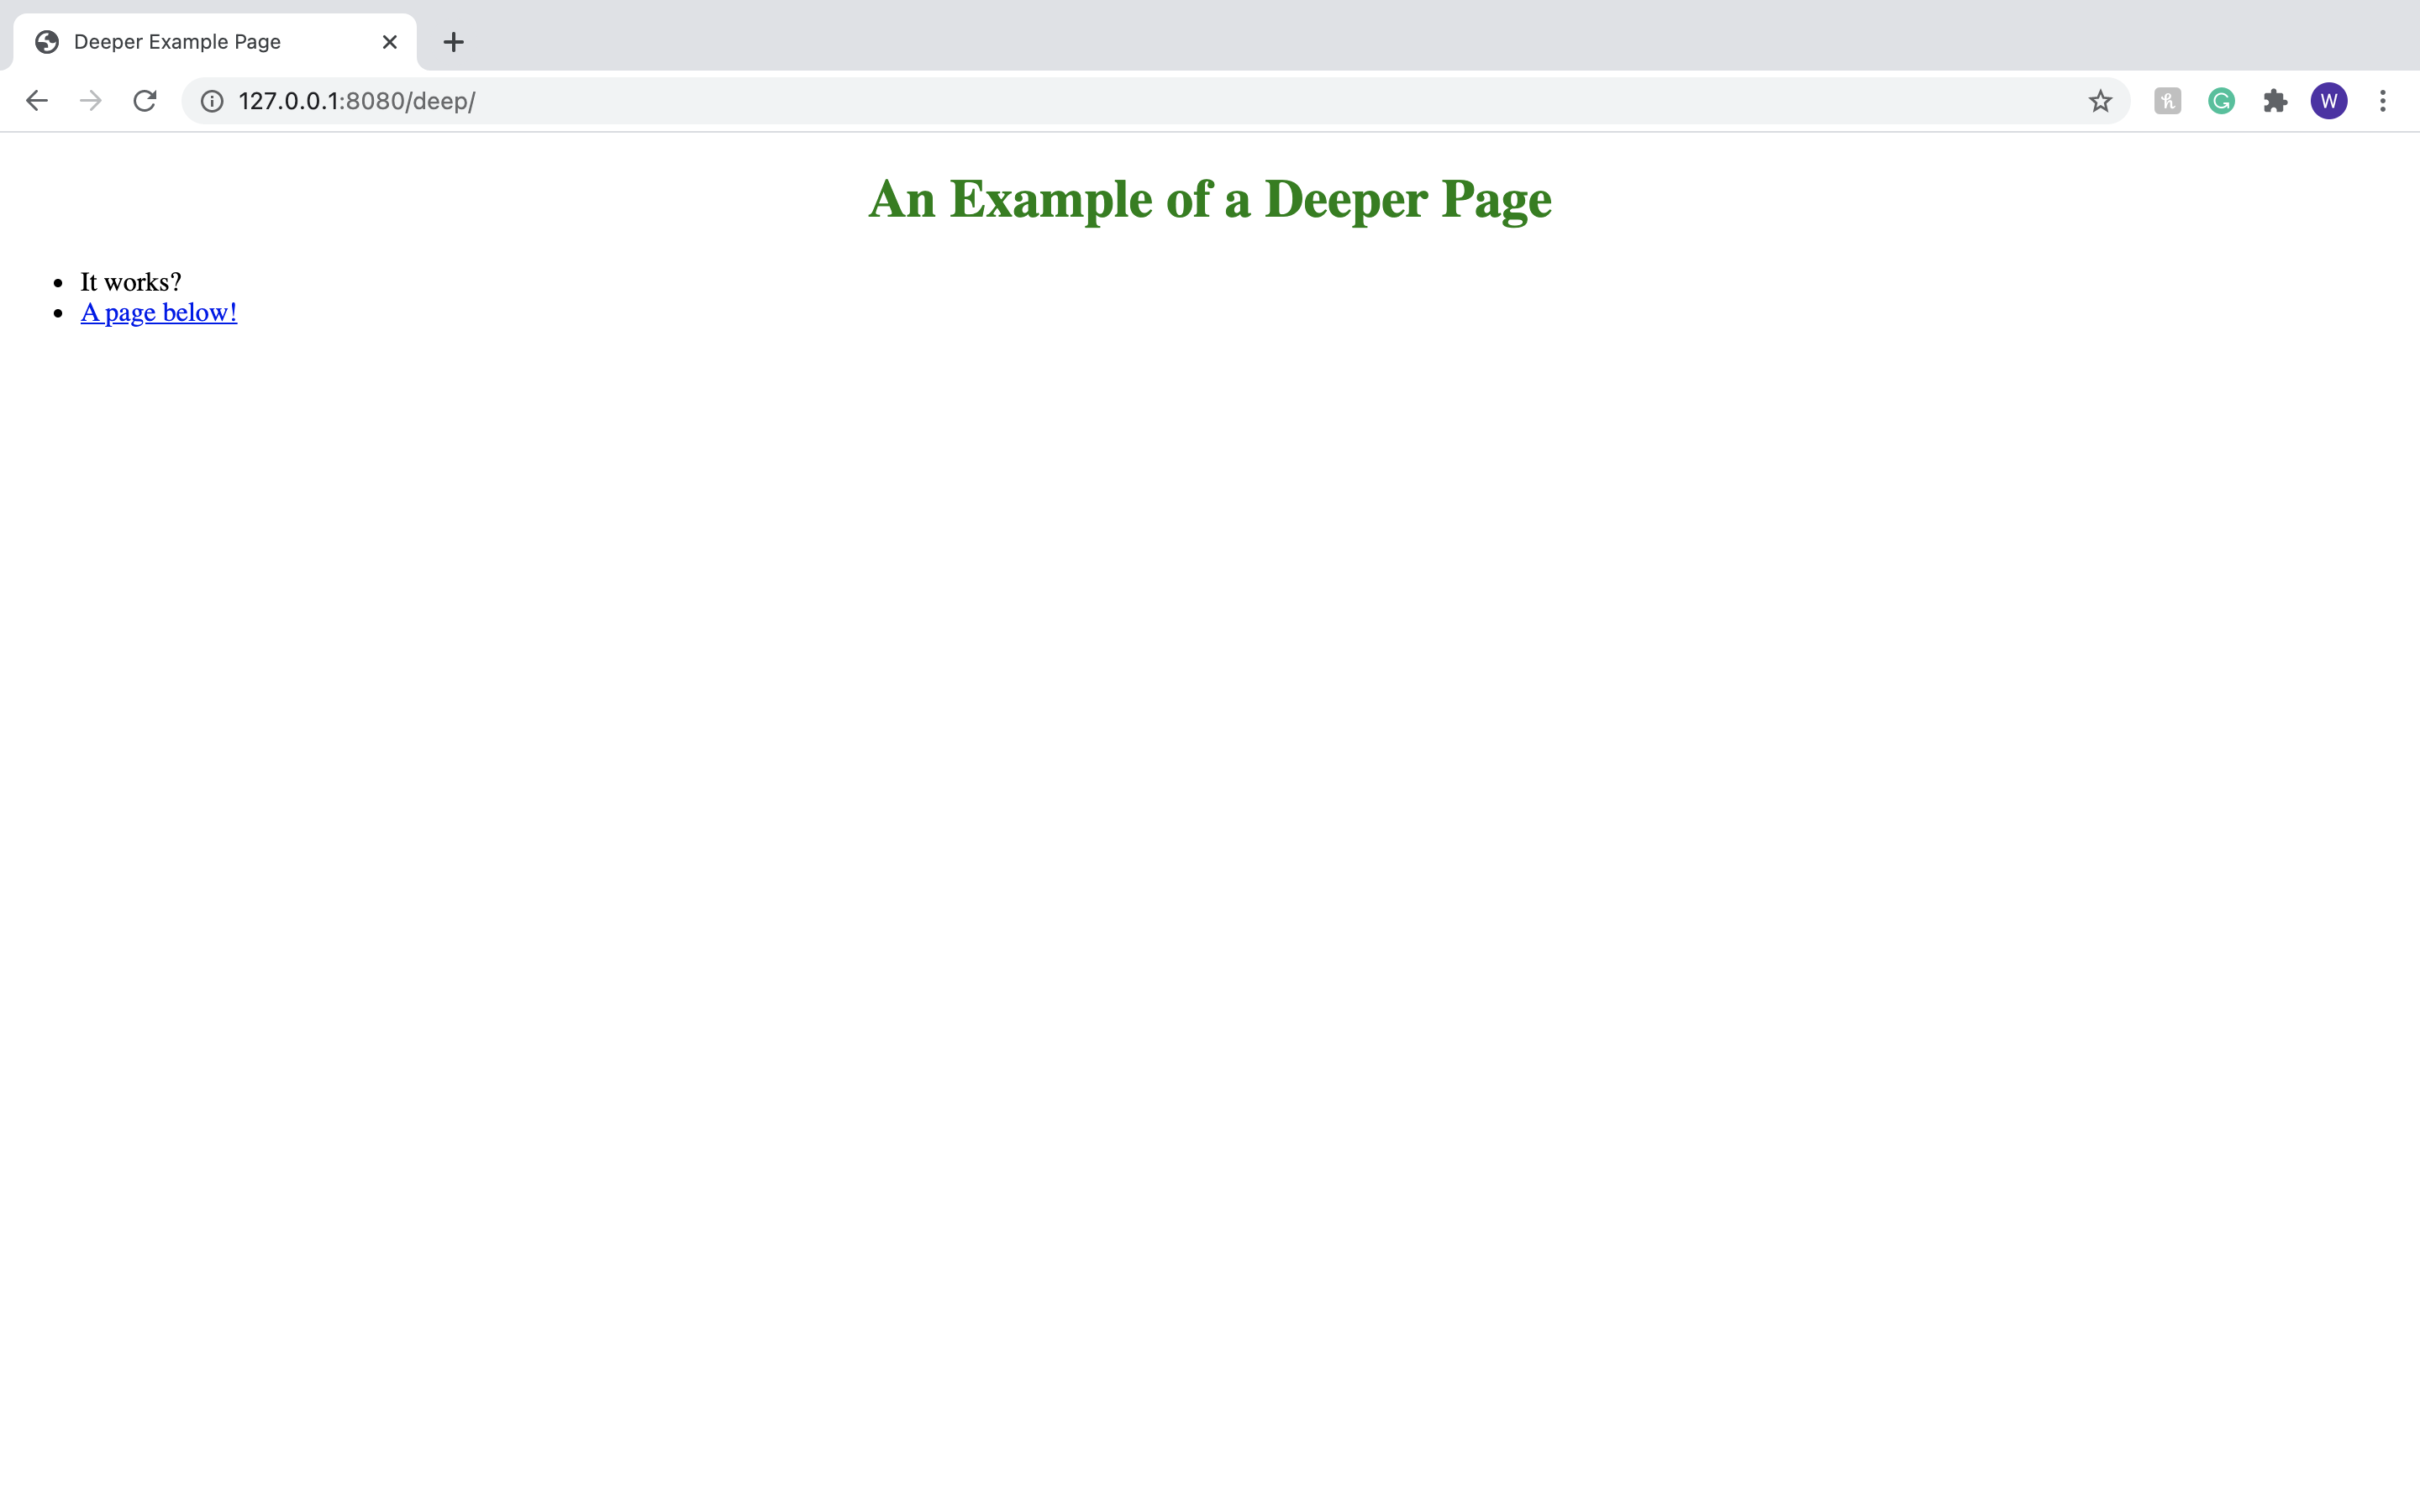 Deeper Example Page
127.0.0.1:8080/deep/
W
An Example of a Deeper Page
It works?
A page below!